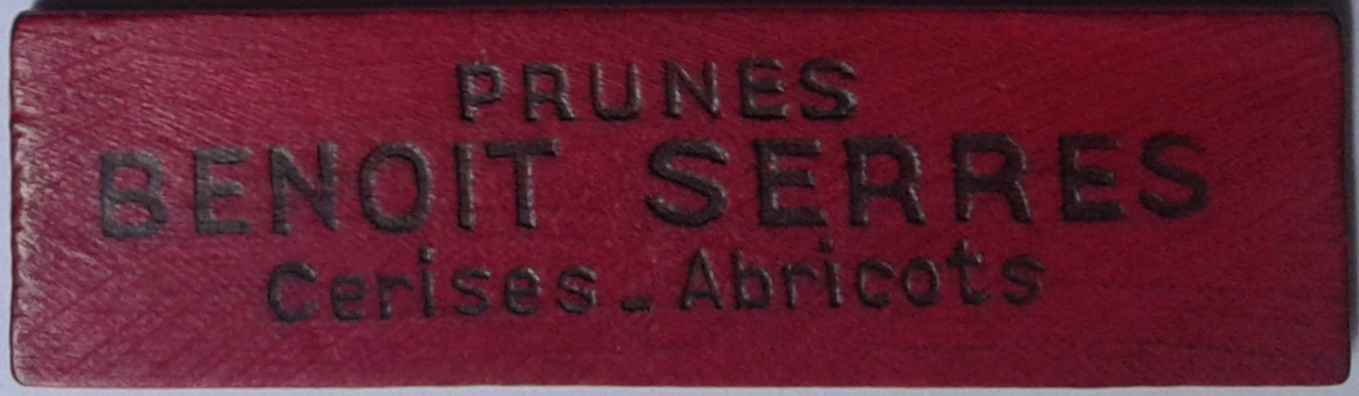 PRUNES
BENOIT SERRES
Cerises - Abricots